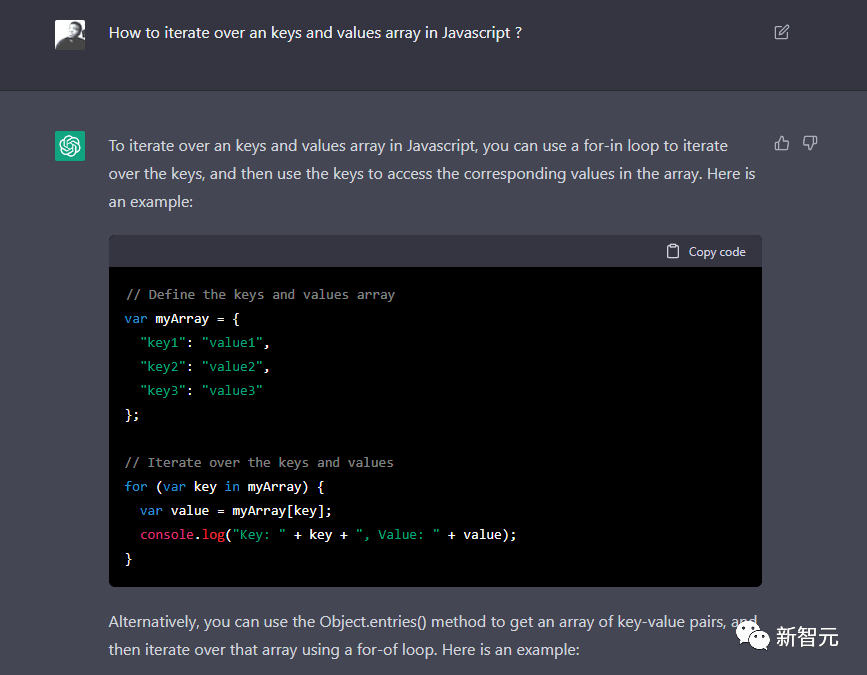 How to iterate over an keys and values array in Javascript ?
To iterate over an keys and values array in Javascript, you can use a for-in loop to iterate
over the keys, and then use the keys to access the corresponding values in the array. Here is
an example:
Copy code
// Define the keys and values array
var myArray = {
  "key1": "value1",
  "key2": "value2",
  "key3": "value3"
};
// Iterate over the keys and values
for (var key in myArray) {
  var value = myArray[key];
  console.log("Key: " + key + ", Value: " + value);
}
Alternatively, you can use the Object.entries() method to get an array of key-value pairs, and
then iterate over that array using a for-of loop. Here is an example:
新智元